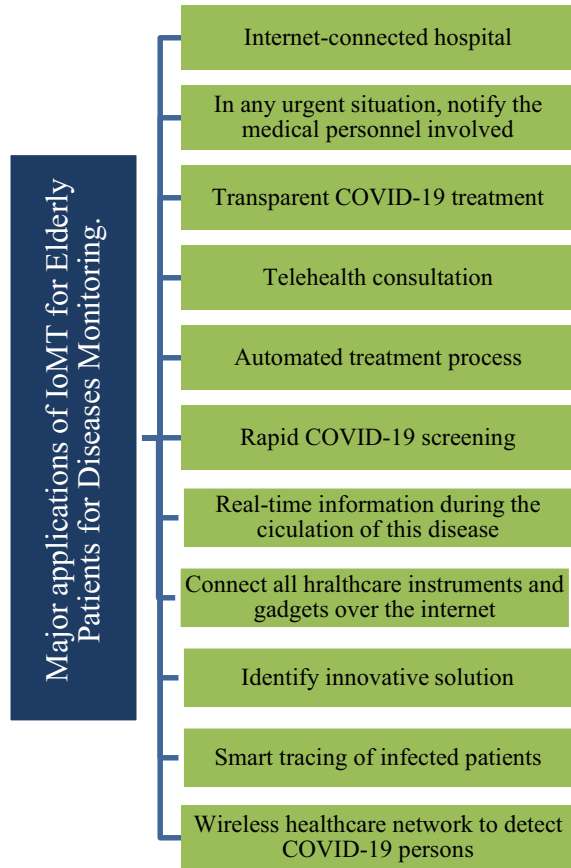 Major applications of IoMT for Elderly
Patients for Diseases Monitoring.
Internet-connected hospital
In any urgent situation, notify the
medical personnel involved
Transparent COVID-19 treatment
Telehealth consultation
Automated treatment process
Rapid COVID-19 screening
Real-time information during the
ciculation of this disease
Connect all hralthcare instruments and
gadgets over the internet
Identify innovative solution
Smart tracing of infected patients
Wireless healthcare network to detect
COVID-19 persons